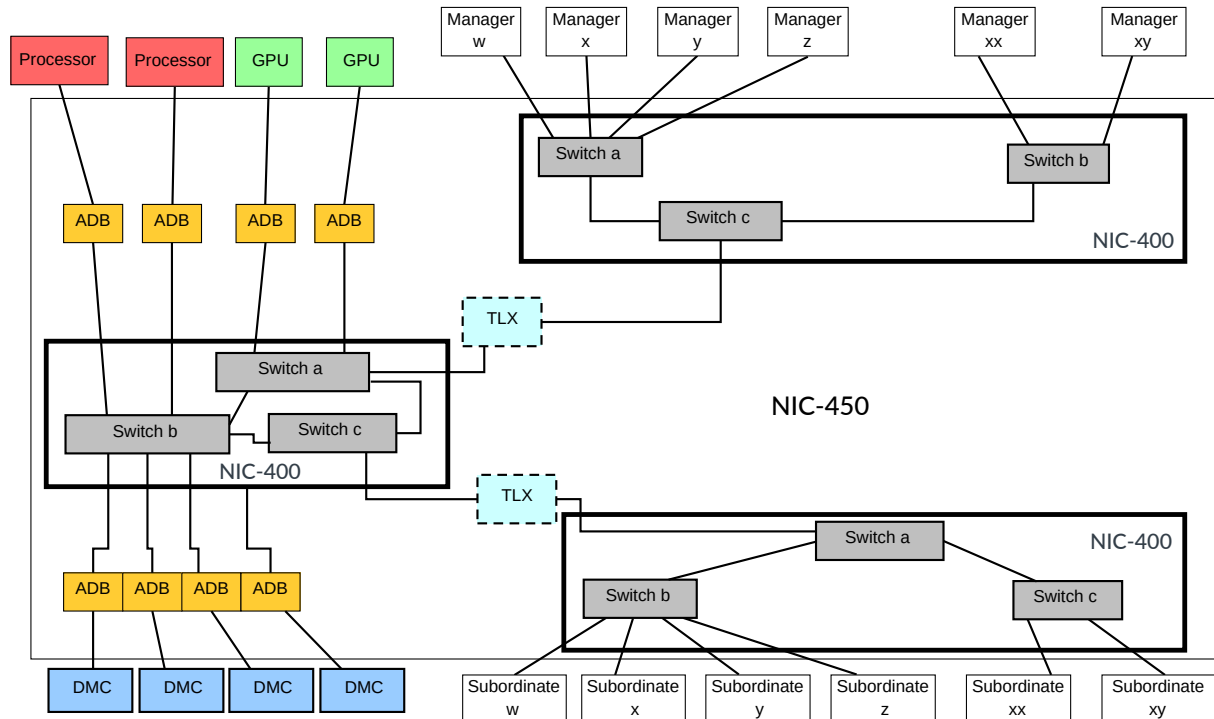 Manager
w
Manager
x
Manager
y
Manager
z
Manager
xx
Manager
xy
Processor
Processor
GPU
GPU
Switch a
Switch b
Switch c
NIC-400
ADB
ADB
ADB
ADB
TLX
Switch a
Switch b
Switch c
NIC-400
NIC-450
TLX
Switch a
NIC-400
Switch b
Switch c
ADB
ADB
ADB
ADB
DMC
DMC
DMC
DMC
Subordinate
w
Subordinate
x
Subordinate
y
Subordinate
z
Subordinate
xx
Subordinate
xy